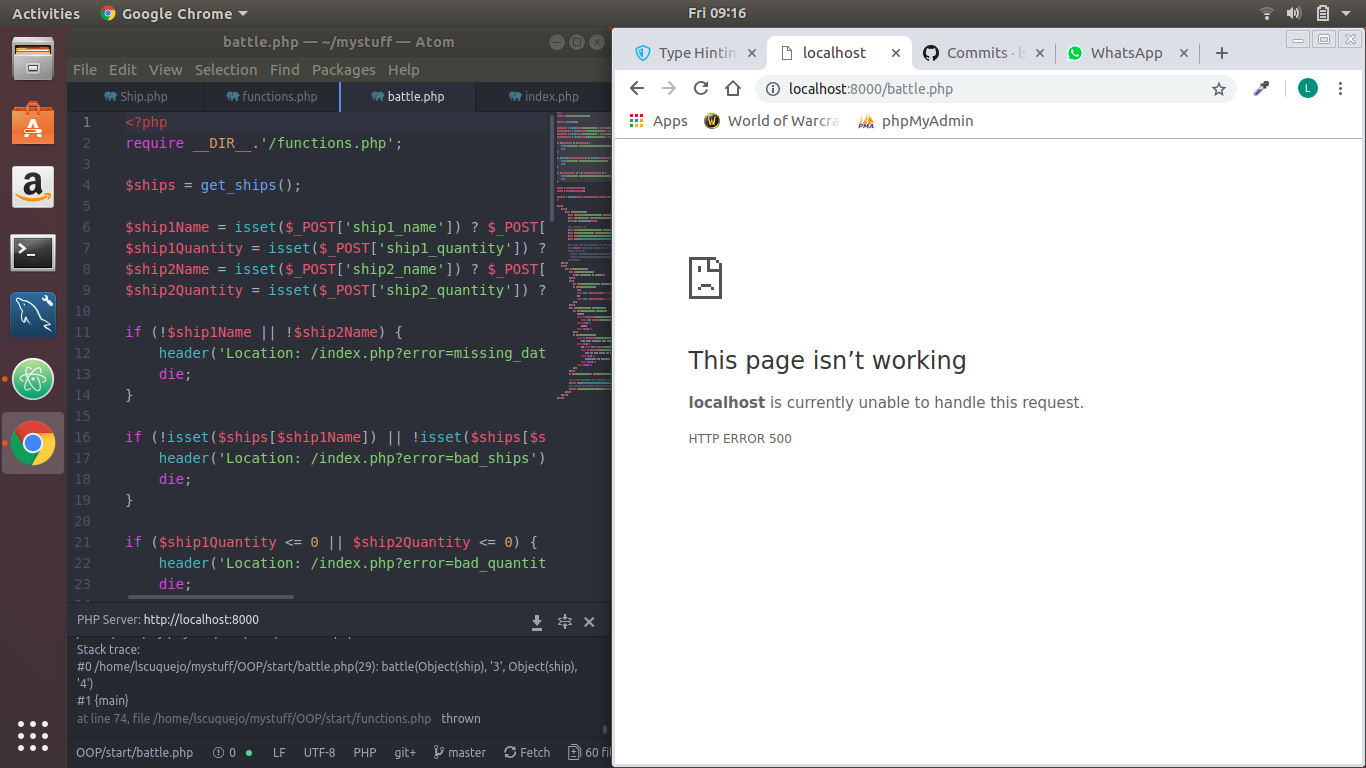 Activities Google Chrome Fri 09:16
battle.php — ~/mystuff — Atom
File Edit View Selection Find Packages Help
Ship.php functions.php battle.php index.php
1 <?php
2 require __DIR__.'/functions.php';
3
4 $ships = get_ships();
5
6 $ship1Name = isset($_POST['ship1_name']) ? $_POST[
7 $ship1Quantity = isset($_POST['ship1_quantity']) ?
8 $ship2Name = isset($_POST['ship2_name']) ? $_POST[
9 $ship2Quantity = isset($_POST['ship2_quantity']) ?
10
11 if (!$ship1Name || !$ship2Name) {
12 header('Location: /index.php?error=missing_dat
13 die;
14 }
15
16 if (!isset($ships[$ship1Name]) || !isset($ships[$s
17 header('Location: /index.php?error=bad_ships')
18 die;
19 }
20
21 if ($ship1Quantity <= 0 || $ship2Quantity <= 0) {
22 header('Location: /index.php?error=bad_quantit
23 die;
PHP Server: http://localhost:8000
Stack trace:
#0 /home/lscuquejo/mystuff/OOP/start/battle.php(29): battle(Object(ship), '3', Object(ship),
'4')
#1 {main}
at line 74, file /home/lscuquejo/mystuff/OOP/start/functions.php thrown
OOP/start/battle.php 0 LF UTF-8 PHP git+ master Fetch 60 fil
Type Hintin localhost Commits · ls WhatsApp
localhost:8000/battle.php L
Apps World of Warcra phpMyAdmin
This page isn’t working
localhost is currently unable to handle this request.
HTTP ERROR 500